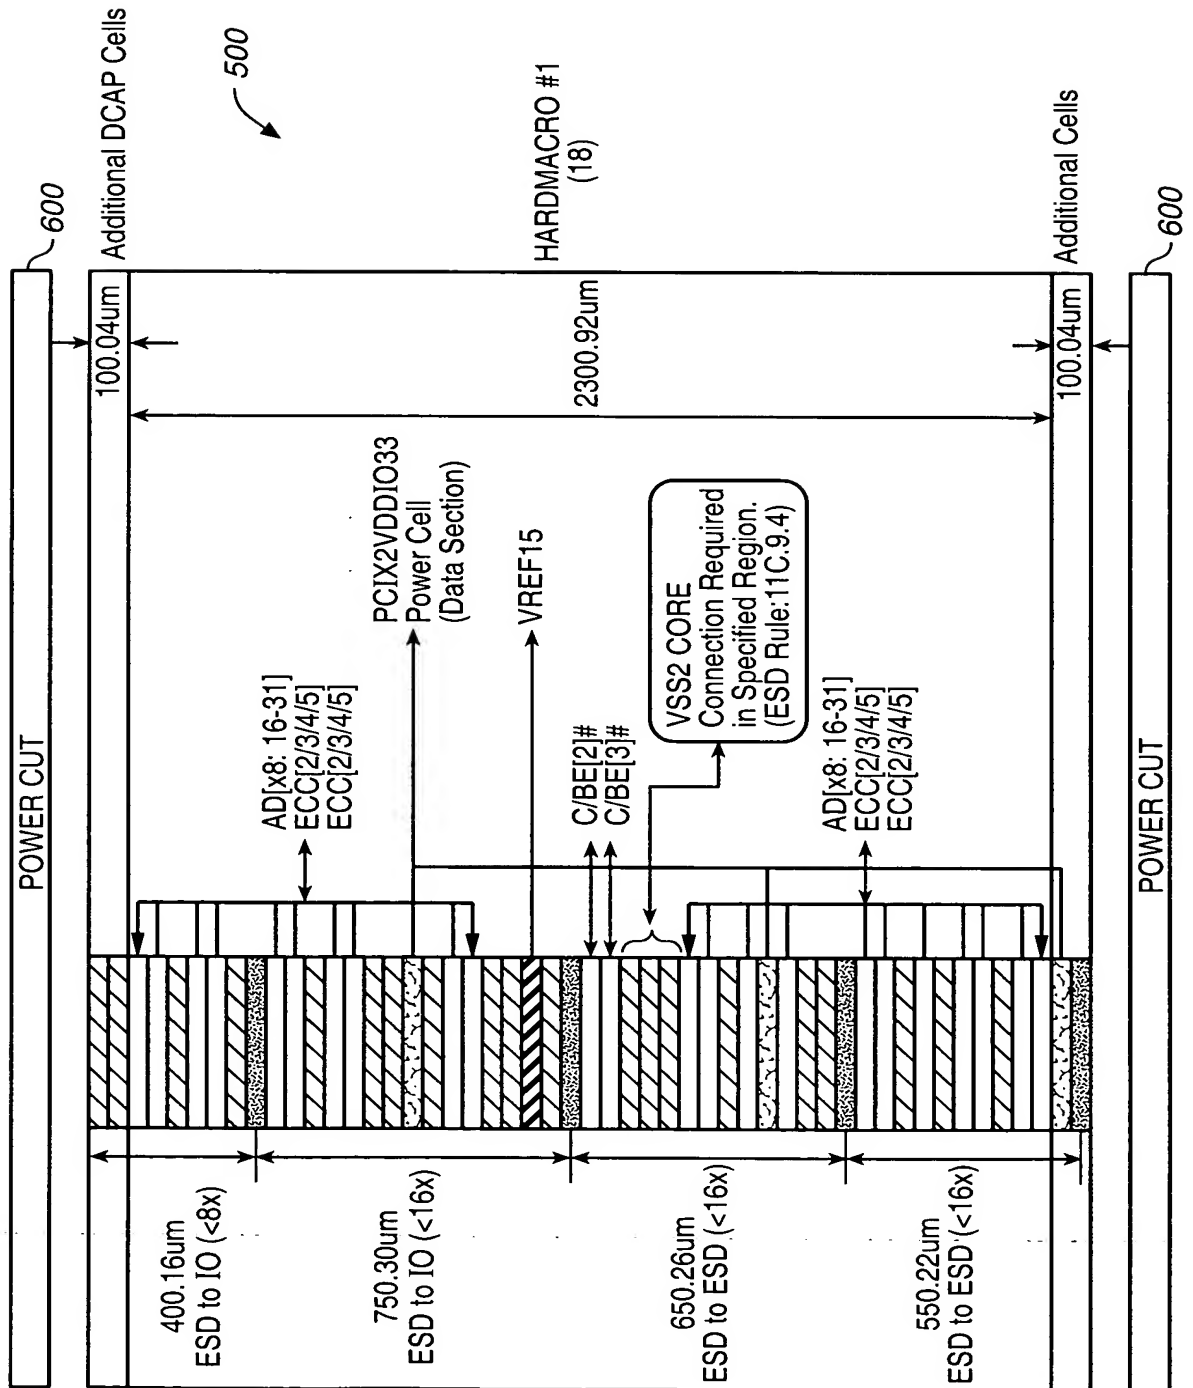 POWER CUT
600
Additional DCAP Cells
500
100.04um
HARDMACRO #1
(18)
2300.92um
PCIX2VDDIO33
Power Cell
(Data Section)
VREF15
AD[x8: 16-31]
ECC[2/3/4/5]
ECC[2/3/4/5]
C/BE[2]#
C/BE[3]#
VSS2 CORE
Connection Required
in Specified Region.
(ESD Rule:11C.9.4)
AD[x8: 16-31]
ECC[2/3/4/5]
ECC[2/3/4/5]
400.16um
ESD to IO (<8x)
750.30um
ESD to IO (<16x)
650.26um
ESD to ESD (<16x)
550.22um
ESD to ESD (<16x)
100.04um
Additional Cells
POWER CUT
600